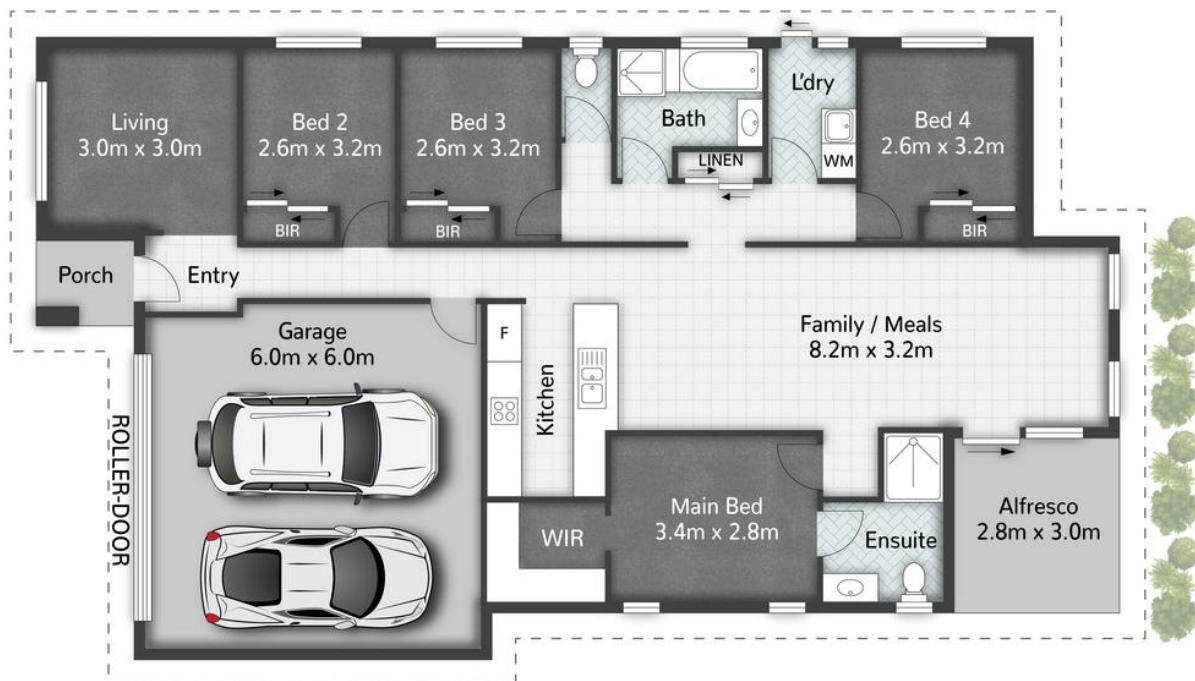 Living
3.0m x 3.0m
Bed 2
2.6m x 3.2m
BIR
Bed 3
2.6m x 3.2m
BIR
Bath
LINEN
L'dry
WM
Bed 4
2.6m x 3.2m
BIR
Porch
Entry
Garage
6.0m x 6.0m
ROLLER-DOOR
F
Kitchen
Family / Meals
8.2m x 3.2m
WIR
Main Bed
3.4m x 2.8m
Ensuite
Alfresco
2.8m x 3.0m